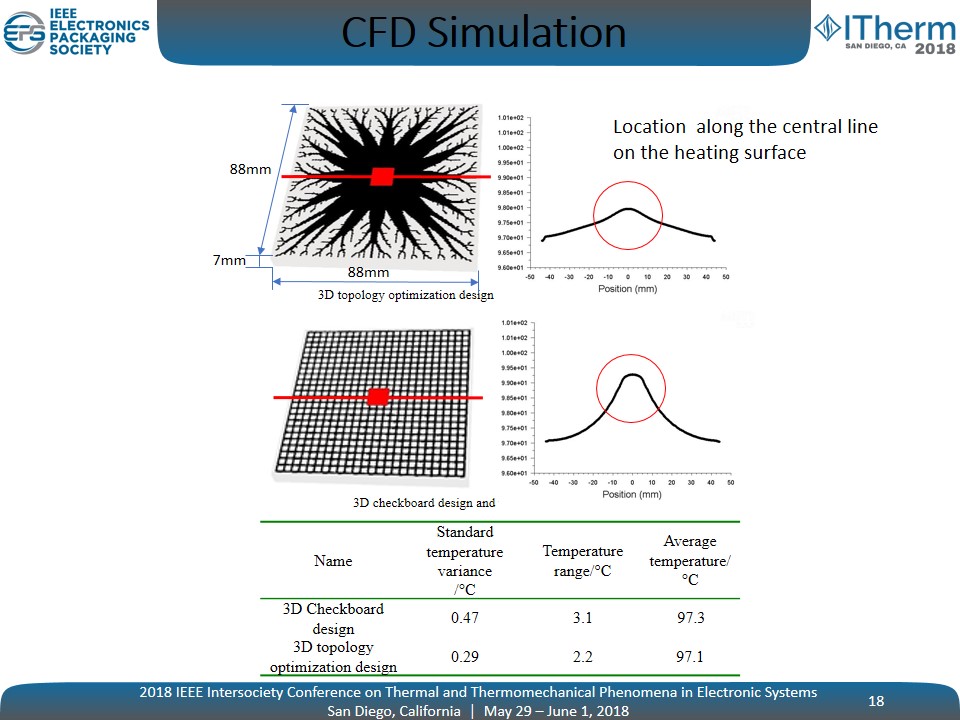 IEEE
ELECTRONICS
PACKAGING
SOCIETY
EPS
CFD Simulation
ITherm
SAN DIEGO, CA 2018
88mm
7mm
88mm
3D topology optimization design
1.01e+02
1.01e+02
1.00e+02
9.95e+01
9.90e+01
9.85e+01
9.80e+01
9.75e+01
9.70e+01
9.65e+01
9.60e+01
-50 -40 -30 -20 -10 0 10 20 30 40 50
Position (mm)
Location along the central line
on the heating surface
3D checkboard design and
1.01e+02
1.01e+02
1.00e+02
9.95e+01
9.90e+01
9.85e+01
9.80e+01
9.75e+01
9.70e+01
9.65e+01
9.60e+01
-50 -40 -30 -20 -10 0 10 20 30 40 50
Position (mm)
Name
Standard
temperature
variance
/°C
Temperature
range/°C
Average
temperature/
°C
3D Checkboard
design
0.47 3.1 97.3
3D topology
optimization design
0.29 2.2 97.1
2018 IEEE Intersociety Conference on Thermal and Thermomechanical Phenomena in Electronic Systems
San Diego, California | May 29 – June 1, 2018
18